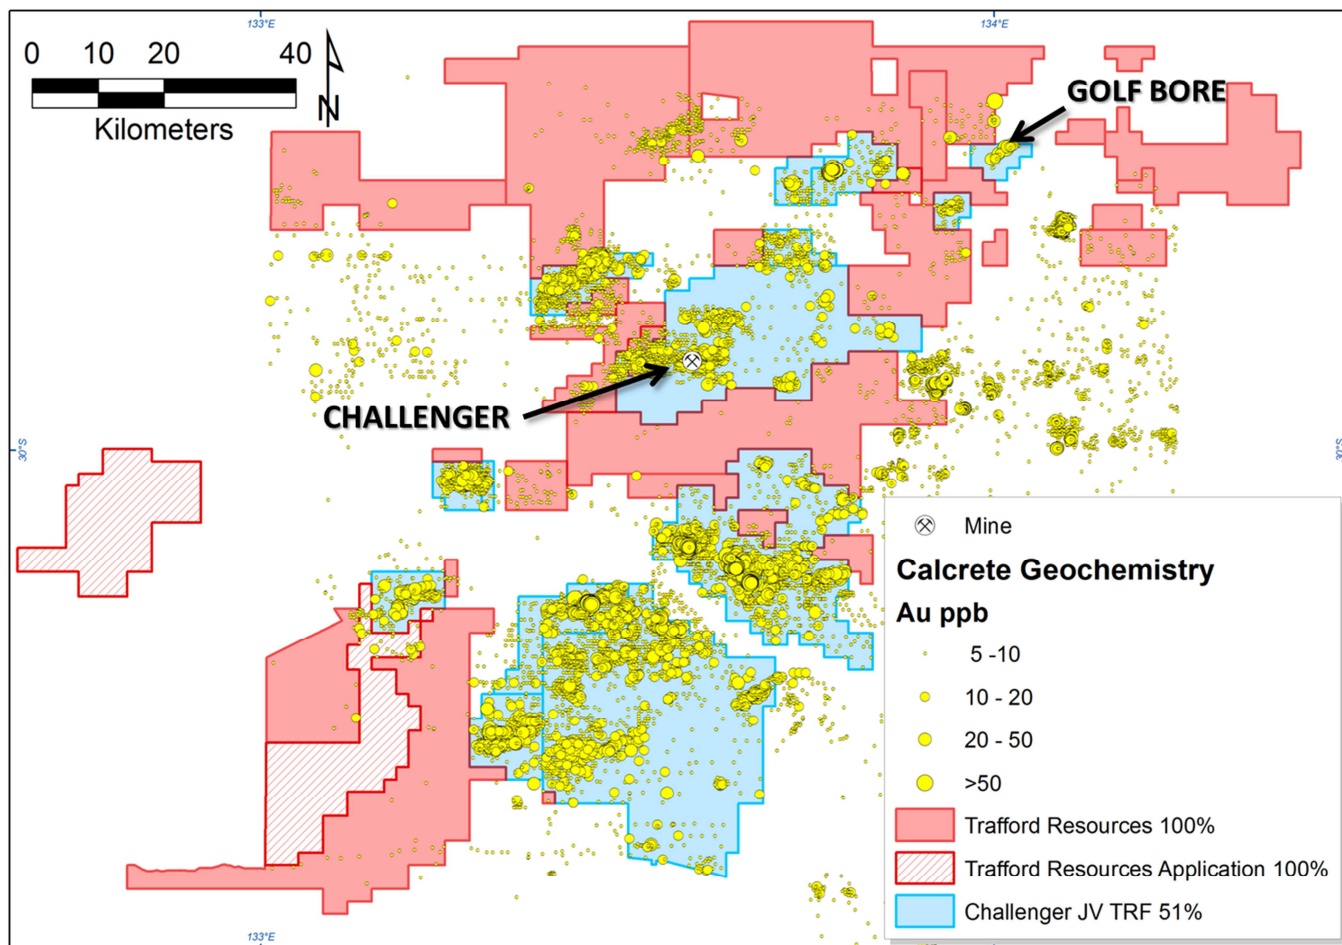 133°E
134°E
0 10 20 40
Kilometers
N
GOLF BORE
CHALLENGER
30°S
30°S
Mine
Calcrete Geochemistry
Au ppb
5 -10
10 - 20
20 - 50
>50
Trafford Resources 100%
Trafford Resources Application 100%
Challenger JV TRF 51%
133°E